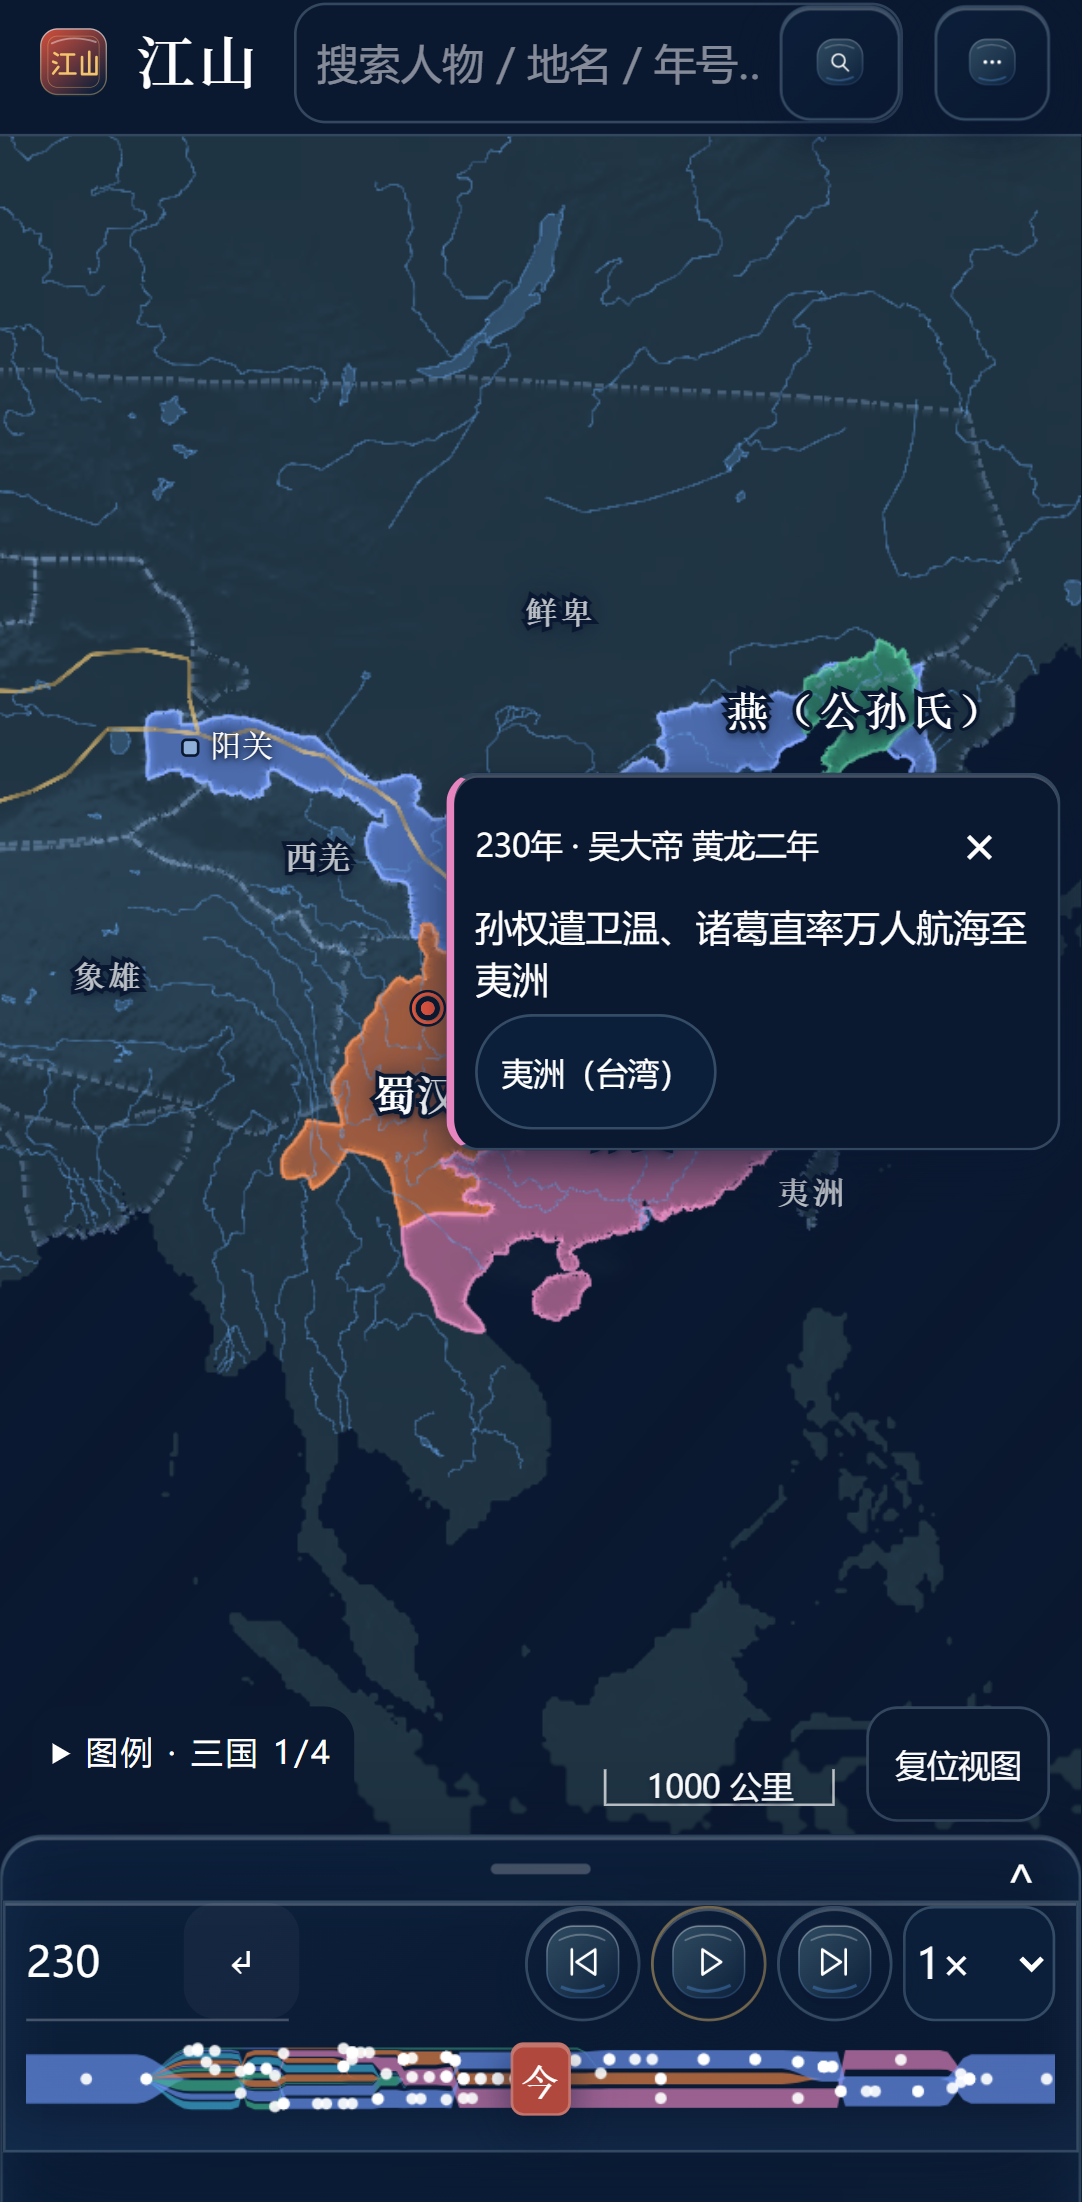 江山
江山
搜索人物 / 地名 / 年号..
鲜卑
燕（公孙氏）
阳关
西羌
230年 · 吴大帝 黄龙二年
孙权遣卫温、诸葛直率万人航海至
夷洲
夷洲（台湾）
象雄
蜀汉
夷洲
图例 · 三国 1/4
1000 公里
复位视图
230
1×
今